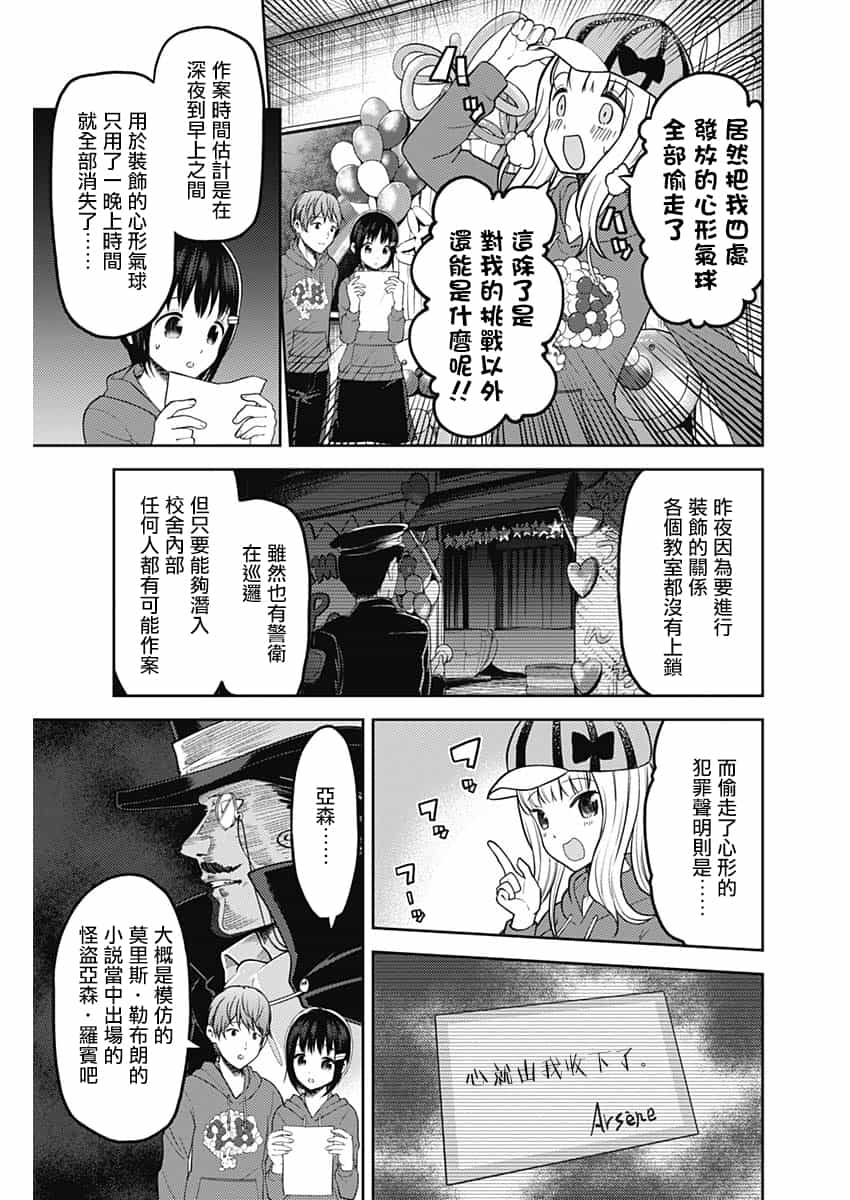 居然把我四處
發放的心形氣球
全部偷走了
這除了是
對我的挑戰以外
還能是什麼呢!!
作案時間估計是在
深夜到早上之間
用於裝飾的心形氣球
只用了一晚上時間
就全部消失了……
昨夜因為要進行
裝飾的關係
各個教室都沒有上鎖
雖然也有警衛
在巡邏
但只要能夠潛入
校舍內部
任何人都有可能作案
而偷走了心形的
犯罪聲明則是……
心就由我收下了。
Arsène
亞森……
大概是模仿的
莫里斯・勒布朗的
小說當中出場的
怪盜亞森・羅賓吧